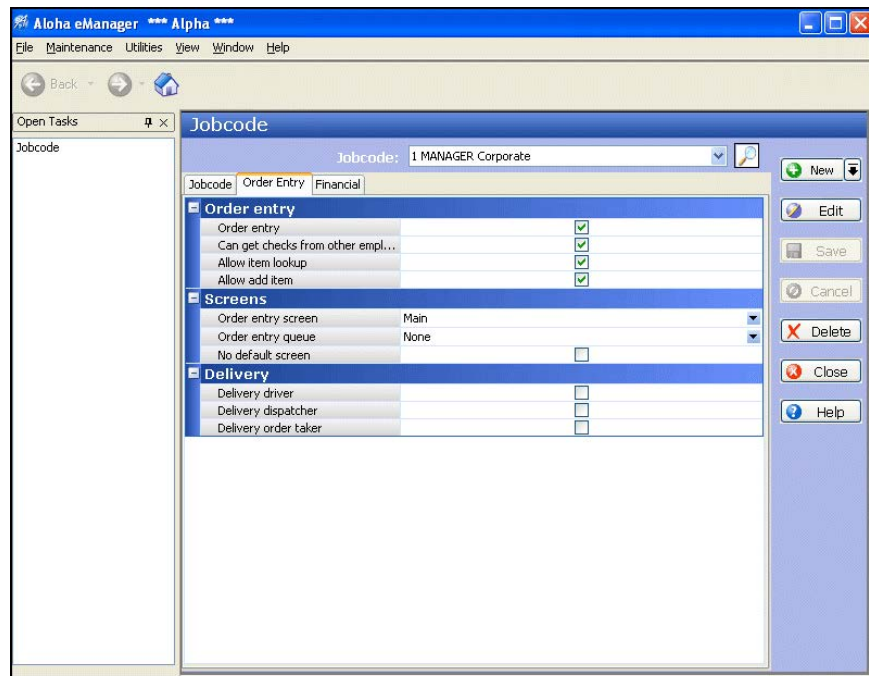 Aloha eManager *** Alpha ***
File Maintenance Utilities View Window Help
Back
Open Tasks
Jobcode
Jobcode
Jobcode: 1 MANAGER Corporate
Jobcode Order Entry Financial
Order entry
Order entry
Can get checks from other empl...
Allow item lookup
Allow add item
Screens
Order entry screen Main
Order entry queue None
No default screen
Delivery
Delivery driver
Delivery dispatcher
Delivery order taker
New
Edit
Save
Cancel
Delete
Close
Help